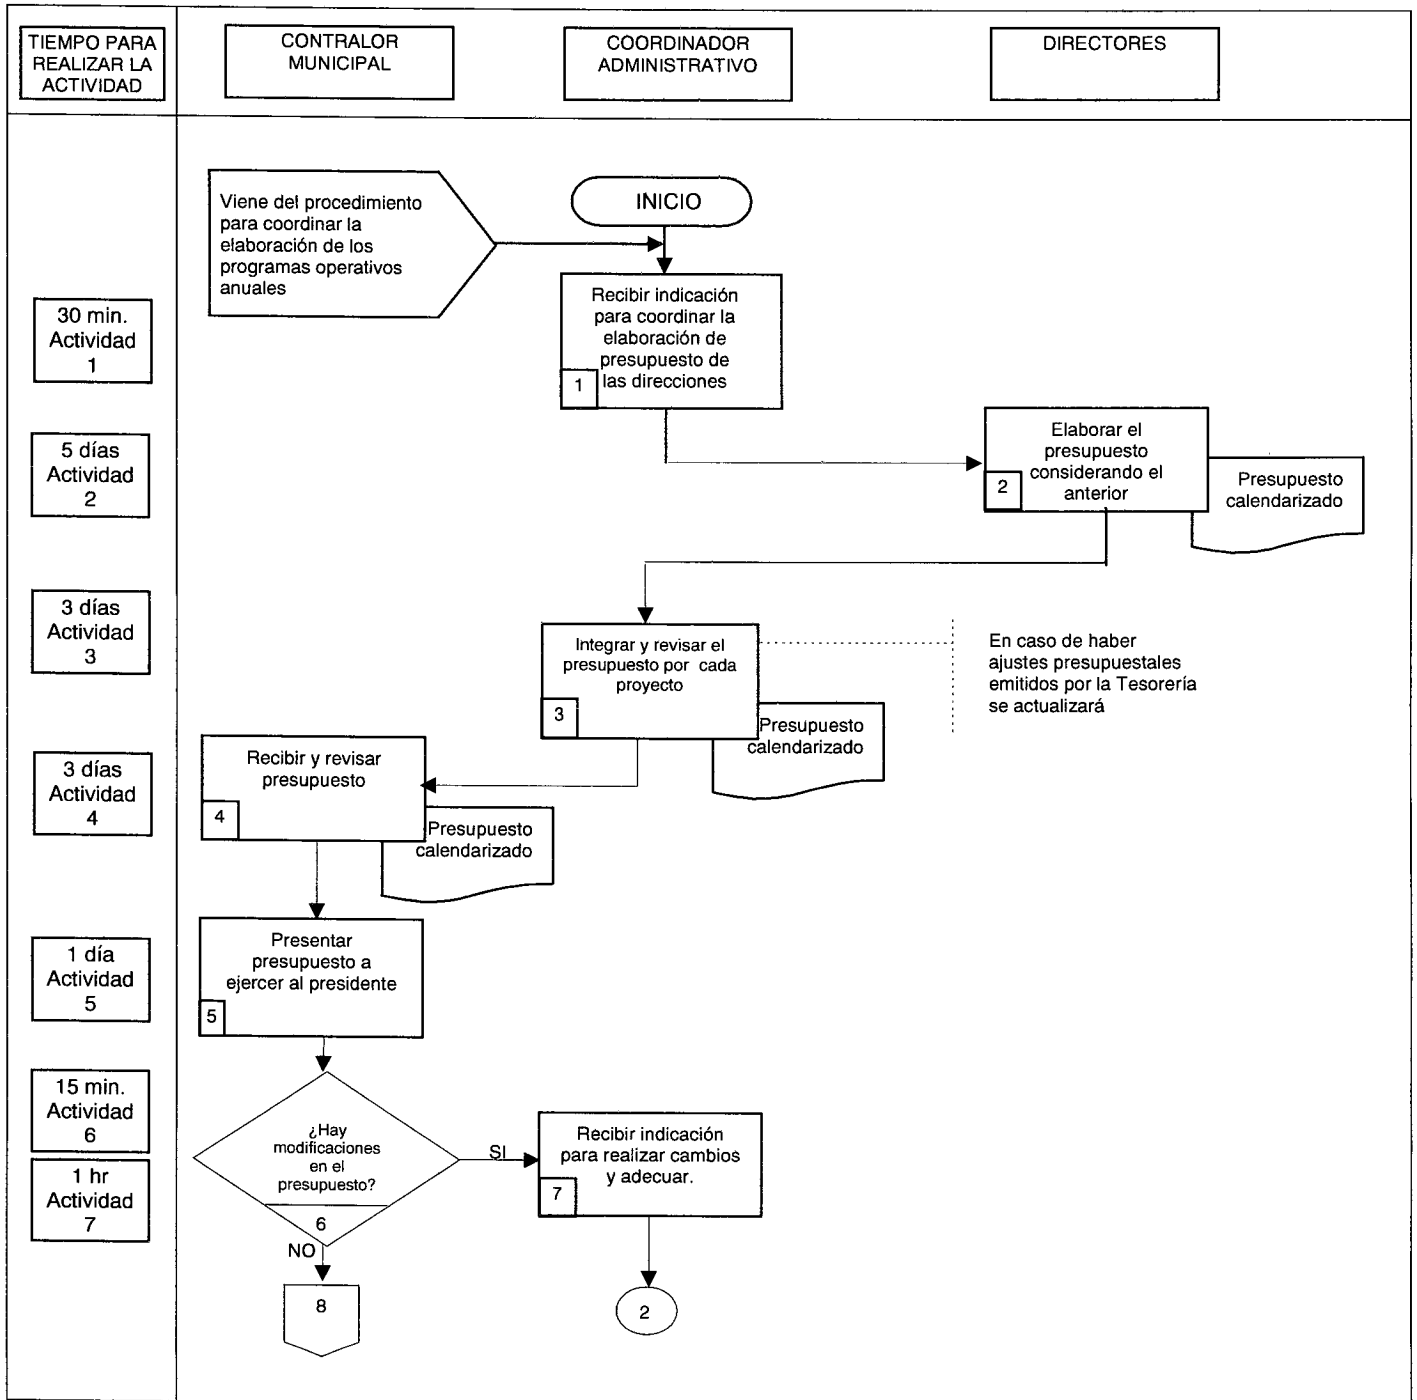 TIEMPO PARA
REALIZAR LA
ACTIVIDAD
CONTRALOR
MUNICIPAL
COORDINADOR
ADMINISTRATIVO
DIRECTORES
Viene del procedimiento
para coordinar la
elaboración de los
programas operativos
anuales
INICIO
30 min.
Actividad
1
Recibir indicación
para coordinar la
elaboración de
presupuesto de
las direcciones
1
5 días
Actividad
2
Elaborar el
presupuesto
considerando el
anterior
2
Presupuesto
calendarizado
3 días
Actividad
3
Integrar y revisar el
presupuesto por cada
proyecto
3
En caso de haber
ajustes presupuestales
emitidos por la Tesorería
se actualizará
Presupuesto
calendarizado
3 días
Actividad
4
Recibir y revisar
presupuesto
4
Presupuesto
calendarizado
1 día
Actividad
5
Presentar
presupuesto a
ejercer al presidente
5
15 min.
Actividad
6
¿Hay
modificaciones
en el
presupuesto?
6
SI
Recibir indicación
para realizar cambios
y adecuar.
7
1 hr
Actividad
7
NO
8
2